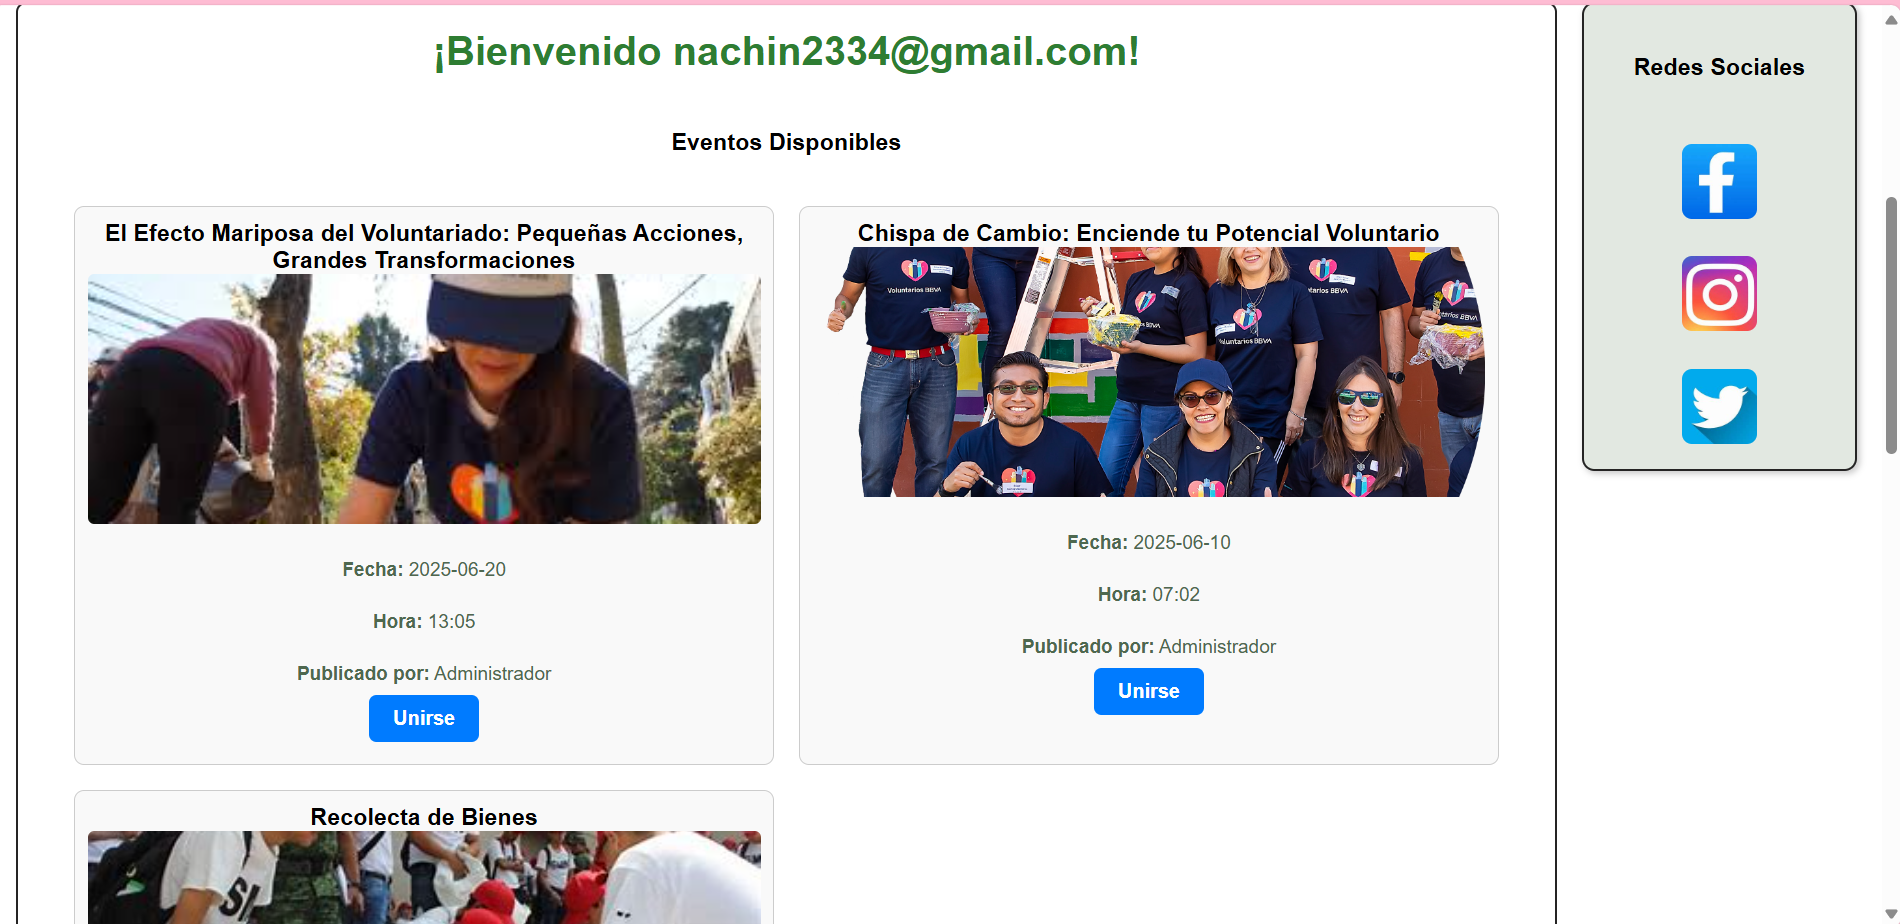 ¡Bienvenido nachin2334@gmail.com!
Eventos Disponibles
El Efecto Mariposa del Voluntariado: Pequeñas Acciones,
Grandes Transformaciones
Fecha: 2025-06-20
Hora: 13:05
Publicado por: Administrador
Unirse
Chispa de Cambio: Enciende tu Potencial Voluntario
Voluntarios BBVA
Voluntarios BBVA
Fecha: 2025-06-10
Hora: 07:02
Publicado por: Administrador
Unirse
Recolecta de Bienes
Redes Sociales